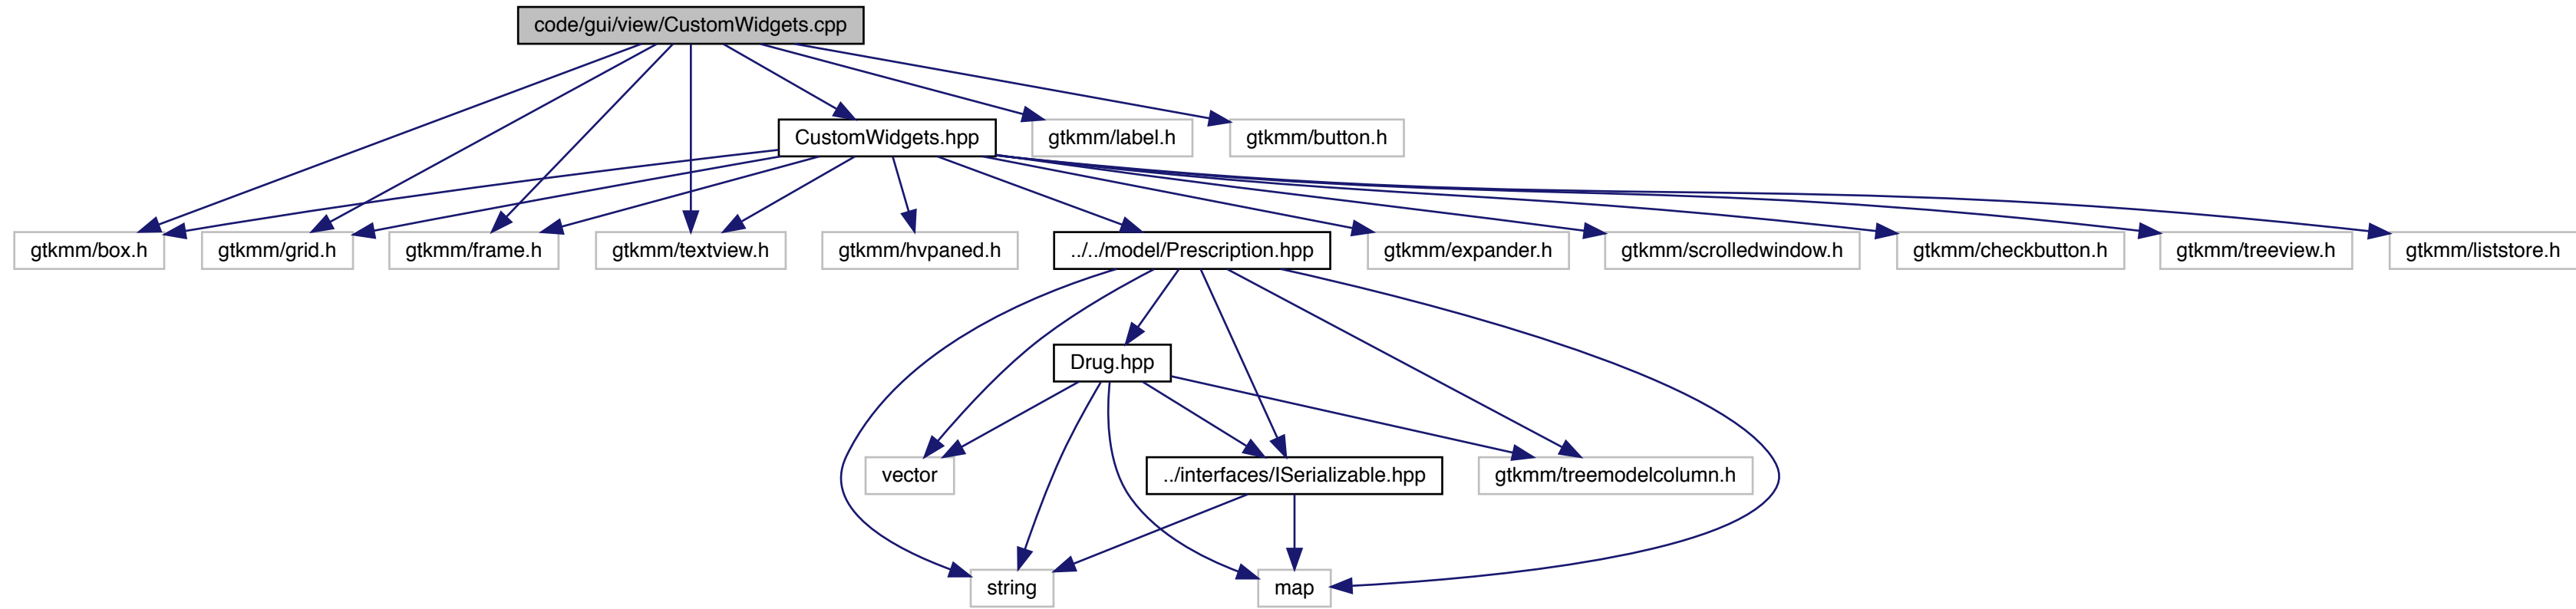 code/gui/view/CustomWidgets.cpp
CustomWidgets.hpp
gtkmm/label.h
gtkmm/button.h
gtkmm/box.h
gtkmm/grid.h
gtkmm/frame.h
gtkmm/textview.h
gtkmm/hvpaned.h
../../model/Prescription.hpp
gtkmm/expander.h
gtkmm/scrolledwindow.h
gtkmm/checkbutton.h
gtkmm/treeview.h
gtkmm/liststore.h
Drug.hpp
vector
../interfaces/ISerializable.hpp
gtkmm/treemodelcolumn.h
string
map